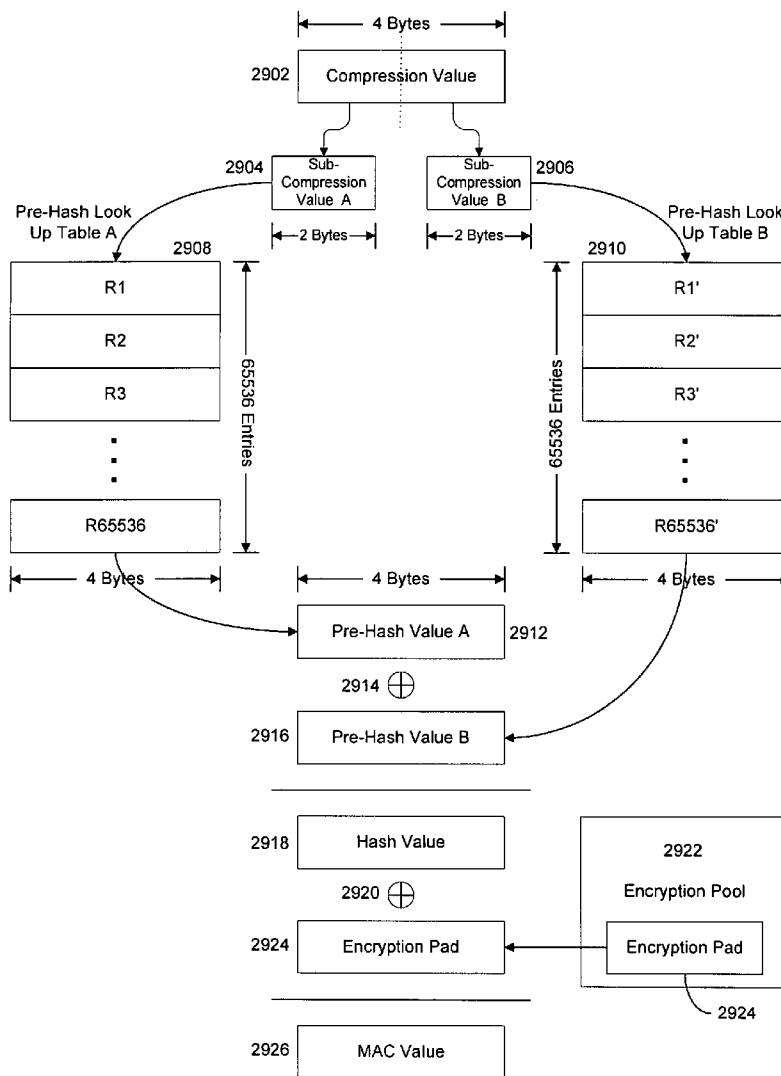 4 Bytes
2902
Compression Value
2904
Sub-
Compression
Value A
Sub-
Compression
Value B
2906
Pre-Hash Look
Up Table A
2908
2 Bytes
2 Bytes
Pre-Hash Look
Up Table B
2910
R1
R2
R3
R65536
65536 Entries
4 Bytes
65536 Entries
R1'
R2'
R3'
R65536'
4 Bytes
4 Bytes
Pre-Hash Value A
2912
2914
2916
Pre-Hash Value B
2918
Hash Value
2920
2924
Encryption Pad
2922
Encryption Pool
Encryption Pad
2924
2926
MAC Value